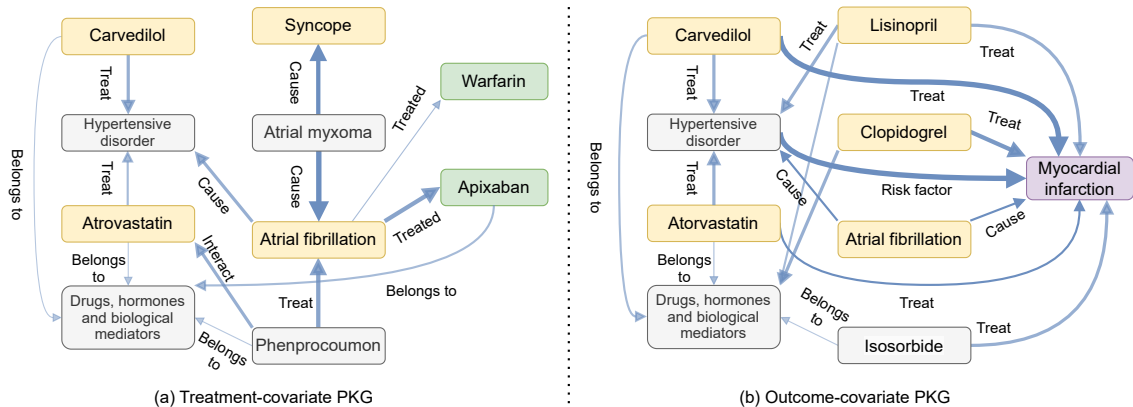 Carvedilol
Syncope
Warfarin
Treat
Cause
Treated
Hypertensive
disorder
Atrial myxoma
Belongs to
Treat
Cause
Cause
Apixaban
Atrovastatin
Atrial fibrillation
Treated
Interact
Belongs
to
Belongs to
Drugs, hormones
and biological
mediators
Treat
Belongs
to
Phenprocoumon
(a) Treatment-covariate PKG
Carvedilol
Lisinopril
Treat
Treat
Treat
Treat
Hypertensive
disorder
Clopidogrel
Treat
Belongs to
Treat
Cause
Risk factor
Myocardial
infarction
Atorvastatin
Atrial fibrillation
Cause
Belongs
to
Drugs, hormones
and biological
mediators
Belongs
to
Treat
Isosorbide
Treat
(b) Outcome-covariate PKG